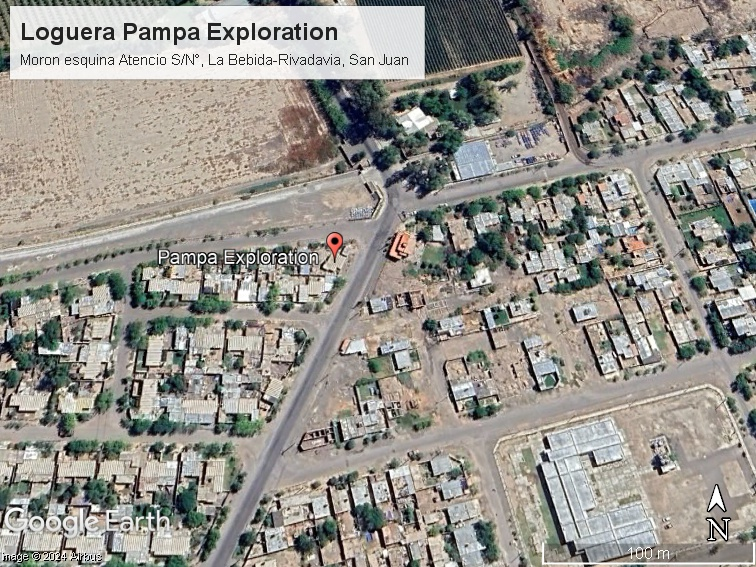 Loguera Pampa Exploration
Moron esquina Atencio S/N°, La Bebida-Rivadavia, San Juan
Pampa Exploration
Google Earth
Image © 2024 Airbus
N
100 m